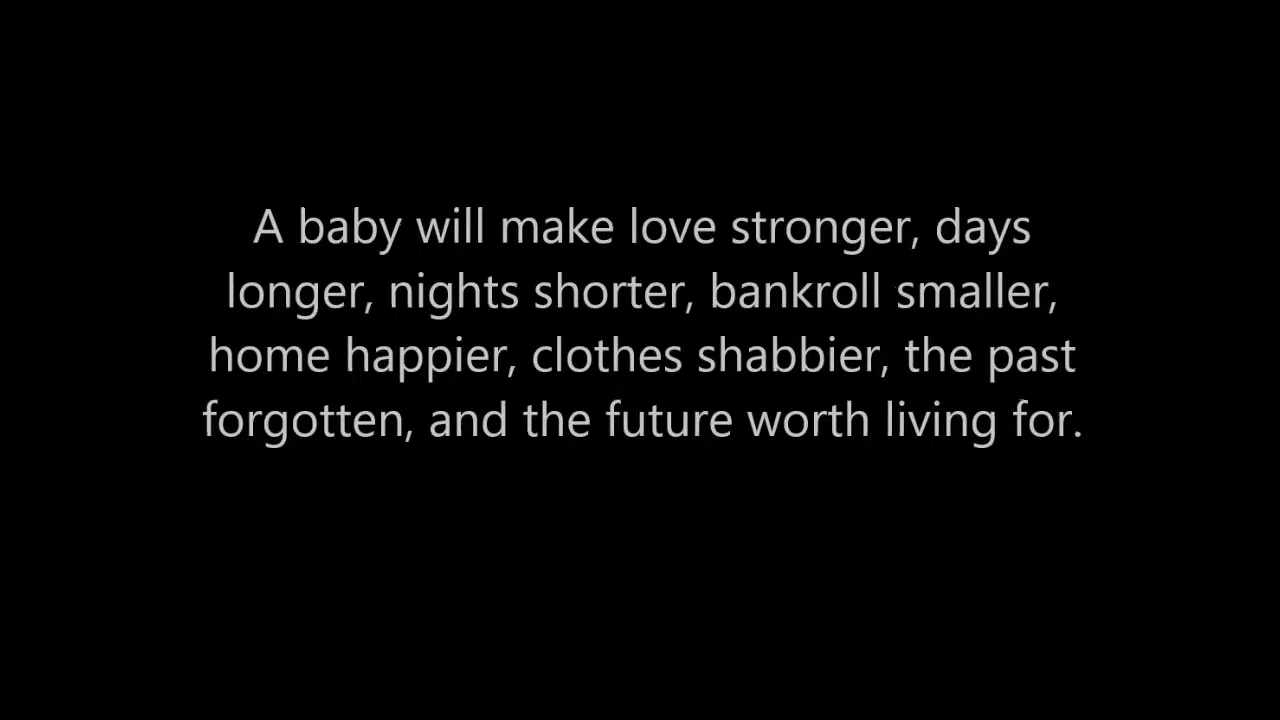 A baby will make love stronger, days
longer, nights shorter, bankroll smaller,
home happier, clothes shabbier, the past
forgotten, and the future worth living for.